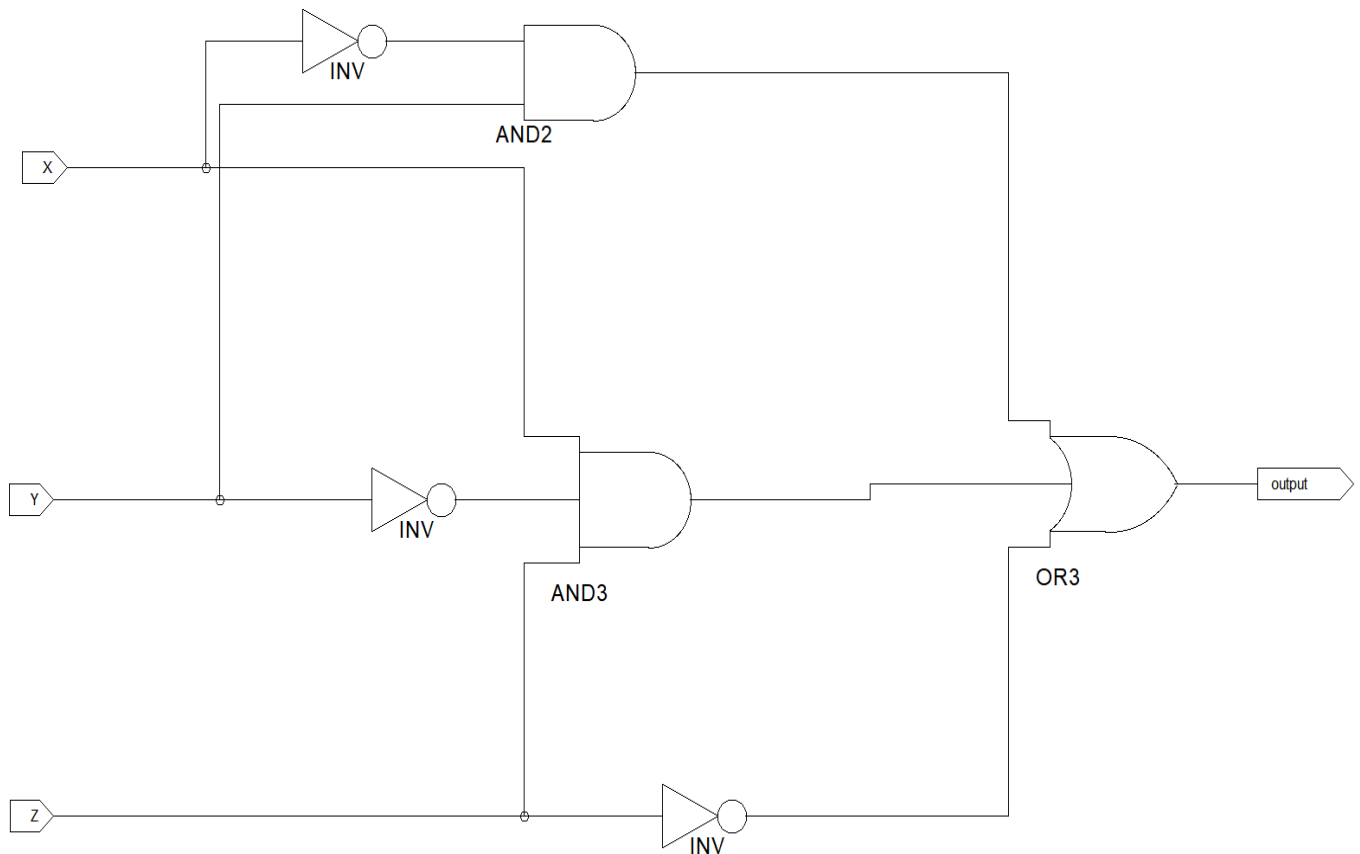 INV
AND2
X
Y
INV
output
OR3
AND3
Z
INV